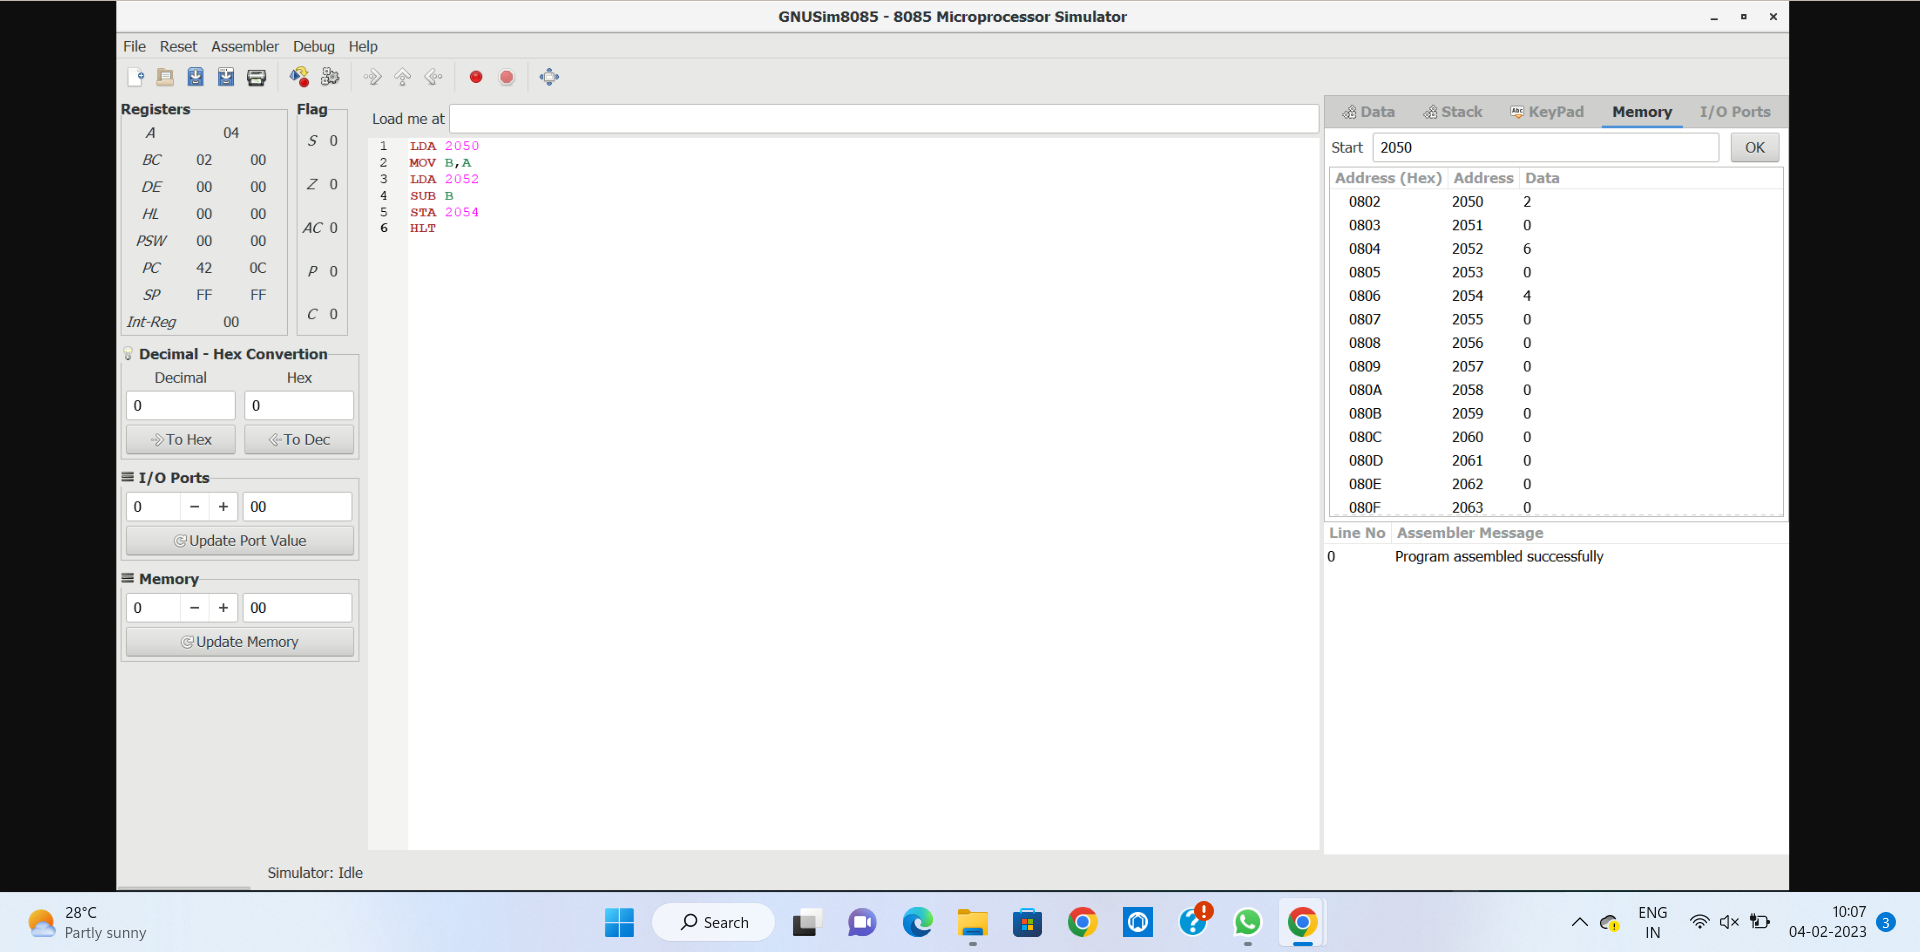 GNUSim8085 - 8085 Microprocessor Simulator
File Reset Assembler Debug Help
Registers
A 04
BC 02 00
DE 00 00
HL 00 00
PSW 00 00
PC 42 0C
SP FF FF
Int-Reg 00
Flag
S 0
Z 0
AC 0
P 0
C 0
Decimal - Hex Convertion
Decimal Hex
0 0
To Hex To Dec
I/O Ports
0 − + 00
Update Port Value
Memory
0 − + 00
Update Memory
Load me at
1 LDA 2050
2 MOV B,A
3 LDA 2052
4 SUB B
5 STA 2054
6 HLT
Data Stack Abc KeyPad Memory I/O Ports
Start 2050 OK
Address (Hex) Address Data
0802 2050 2
0803 2051 0
0804 2052 6
0805 2053 0
0806 2054 4
0807 2055 0
0808 2056 0
0809 2057 0
080A 2058 0
080B 2059 0
080C 2060 0
080D 2061 0
080E 2062 0
080F 2063 0
Line No Assembler Message
0 Program assembled successfully
Simulator: Idle
28°C
Partly sunny
Search
ENG
IN
10:07
04-02-2023
3